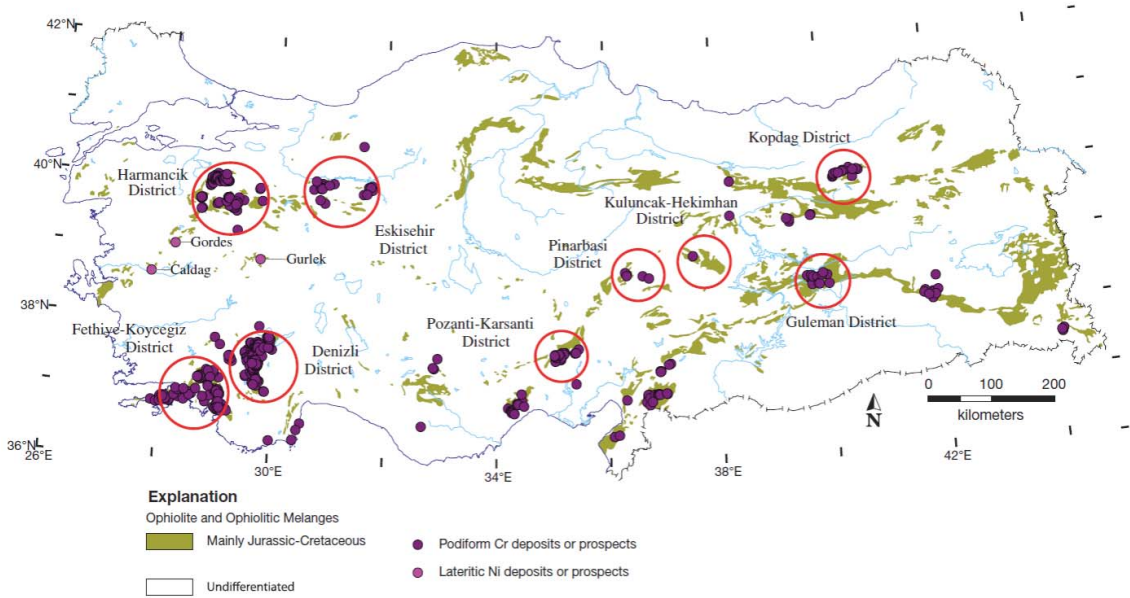 42°N
Kopdag District
40°N
Harmancik
District
Kuluncak-Hekimhan
District
Eskisehir
District
Pinarbasi
District
Gordes
Gurlek
Caldag
38°N
Fethiye-Koycegiz
District
Pozanti-Karsanti
District
Guleman District
Denizli
District
0 100 200
kilometers
N
36°N
26°E
30°E
34°E
38°E
42°E
Explanation
Ophiolite and Ophiolitic Melanges
Mainly Jurassic-Cretaceous
Undifferentiated
Podiform Cr deposits or prospects
Lateritic Ni deposits or prospects